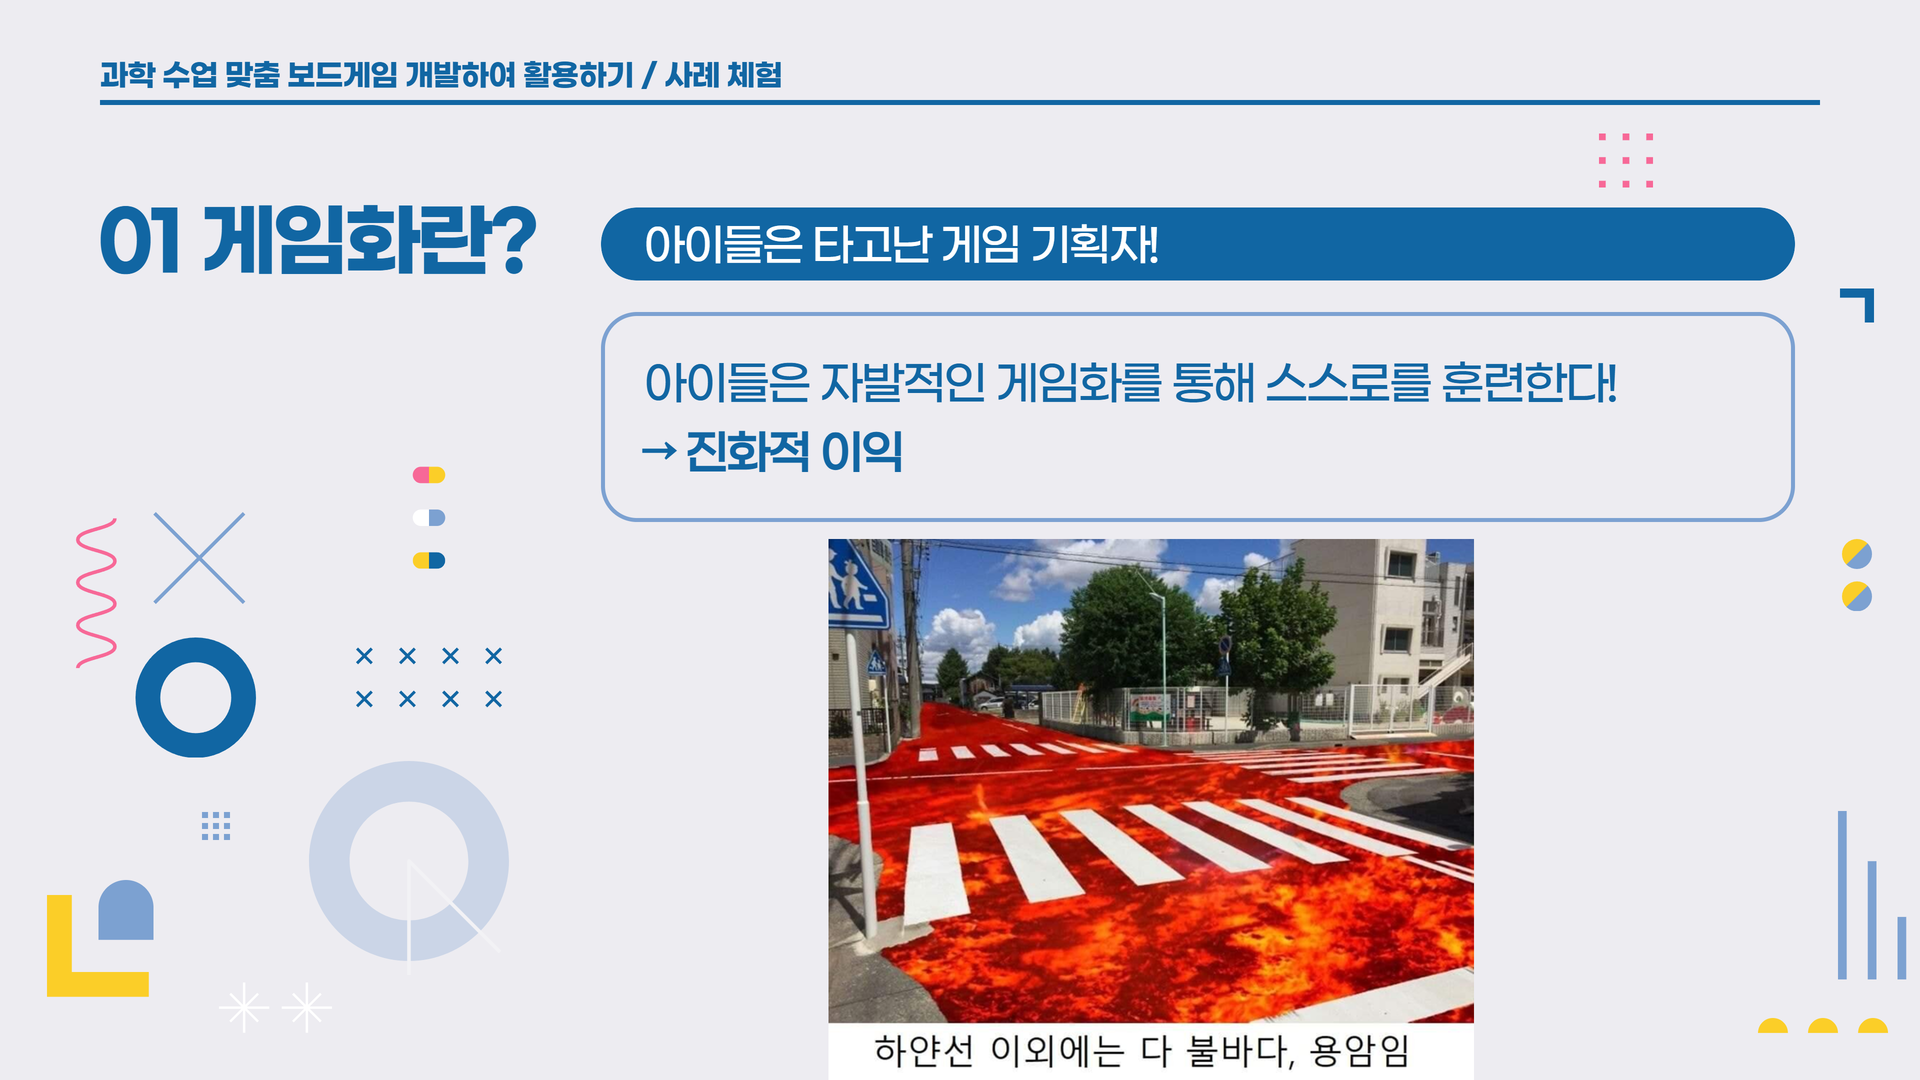 과학 수업 맞춤 보드게임 개발하여 활용하기 / 사례 체험
01 게임화란?
아이들은 타고난 게임 기획자!
아이들은 자발적인 게임화를 통해 스스로를 훈련한다!
→ 진화적 이익
하얀선 이외에는 다 불바다, 용암임